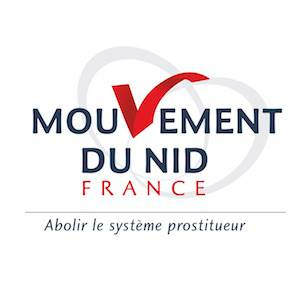 MOUVEMENT
DU NID
FRANCE
Abolir le système prostitueur